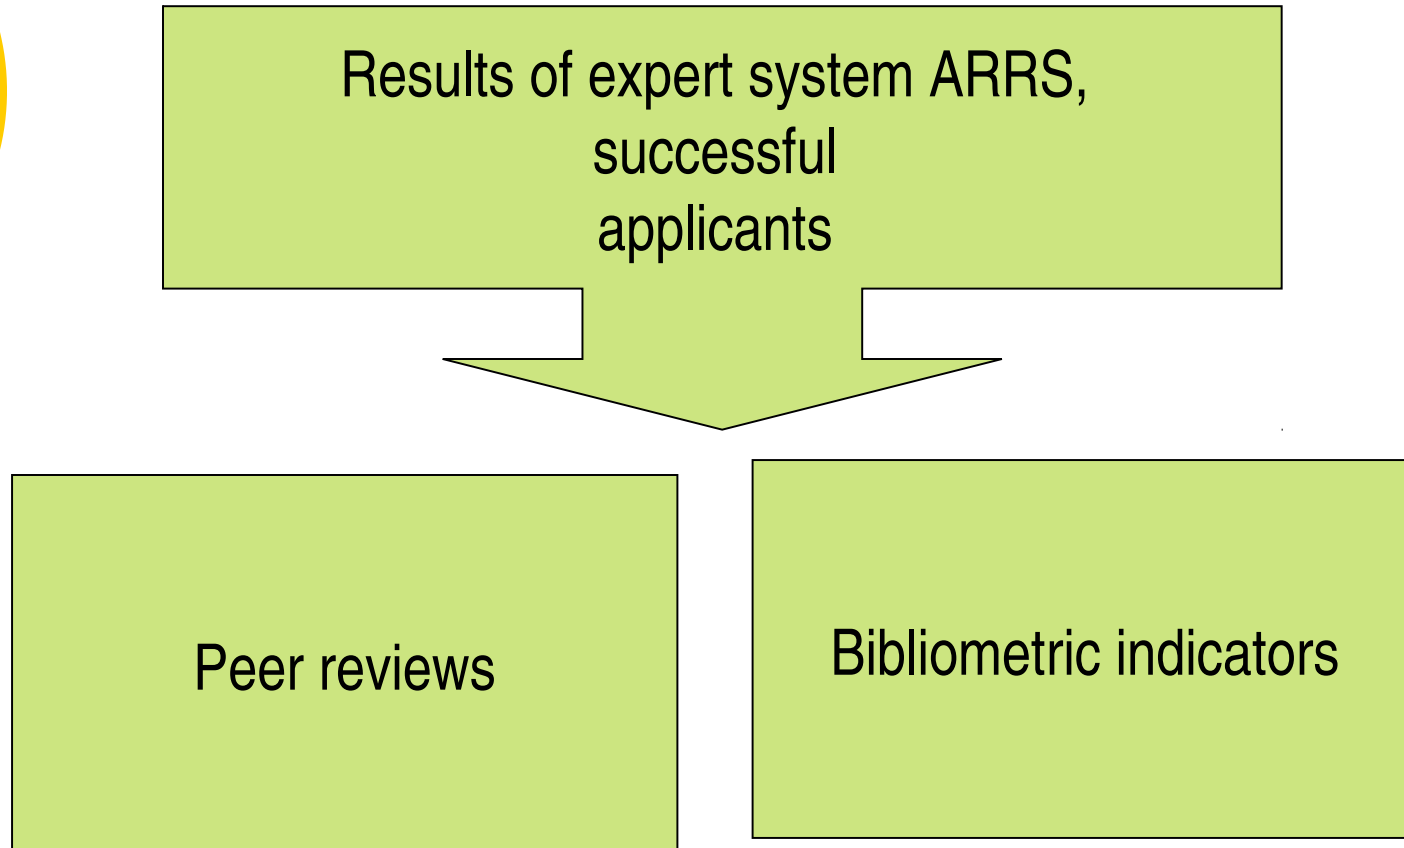 Results of expert system ARRS,
successful
applicants
Peer reviews
Bibliometric indicators